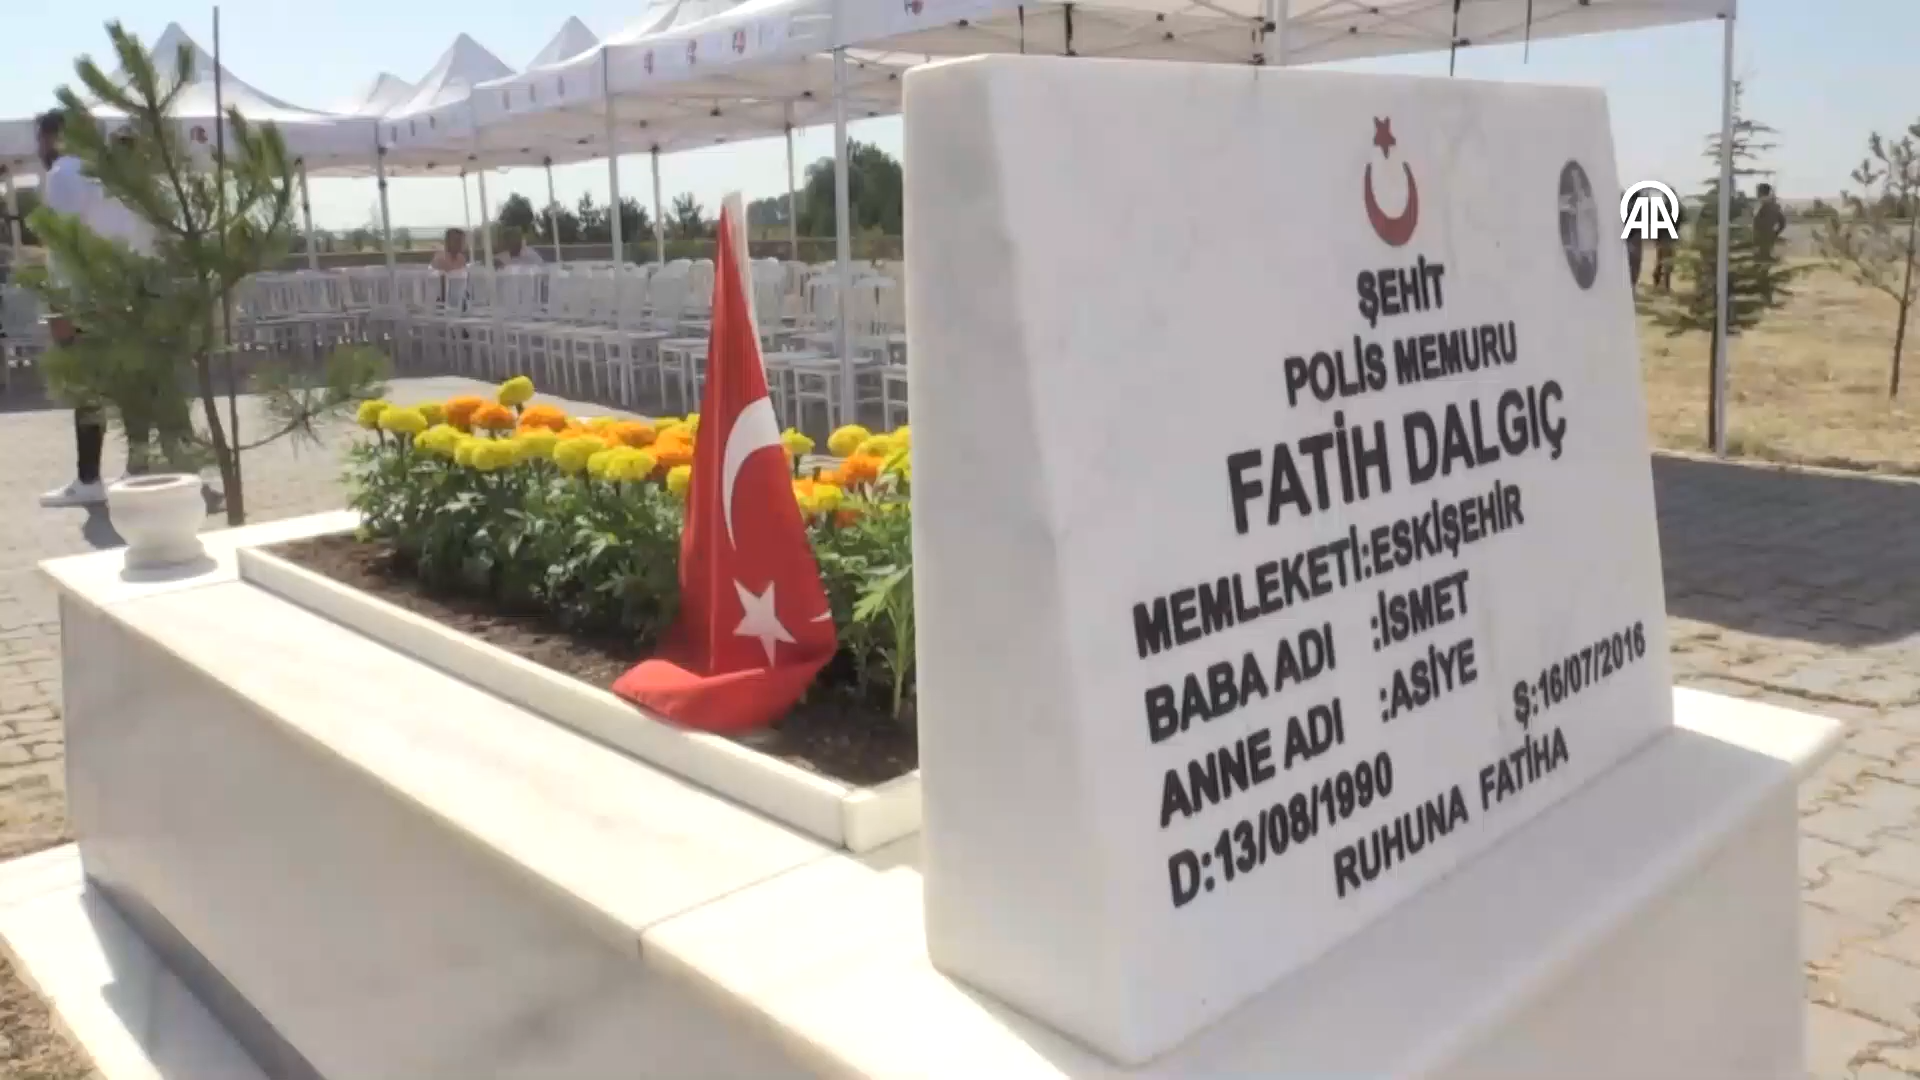 AA
ŞEHİT
POLİS MEMURU
FATİH DALGIÇ
MEMLEKETİ:ESKİŞEHİR
BABA ADI :İSMET
ANNE ADI :ASİYE
D:13/08/1990 Ş:16/07/2016
RUHUNA FATİHA